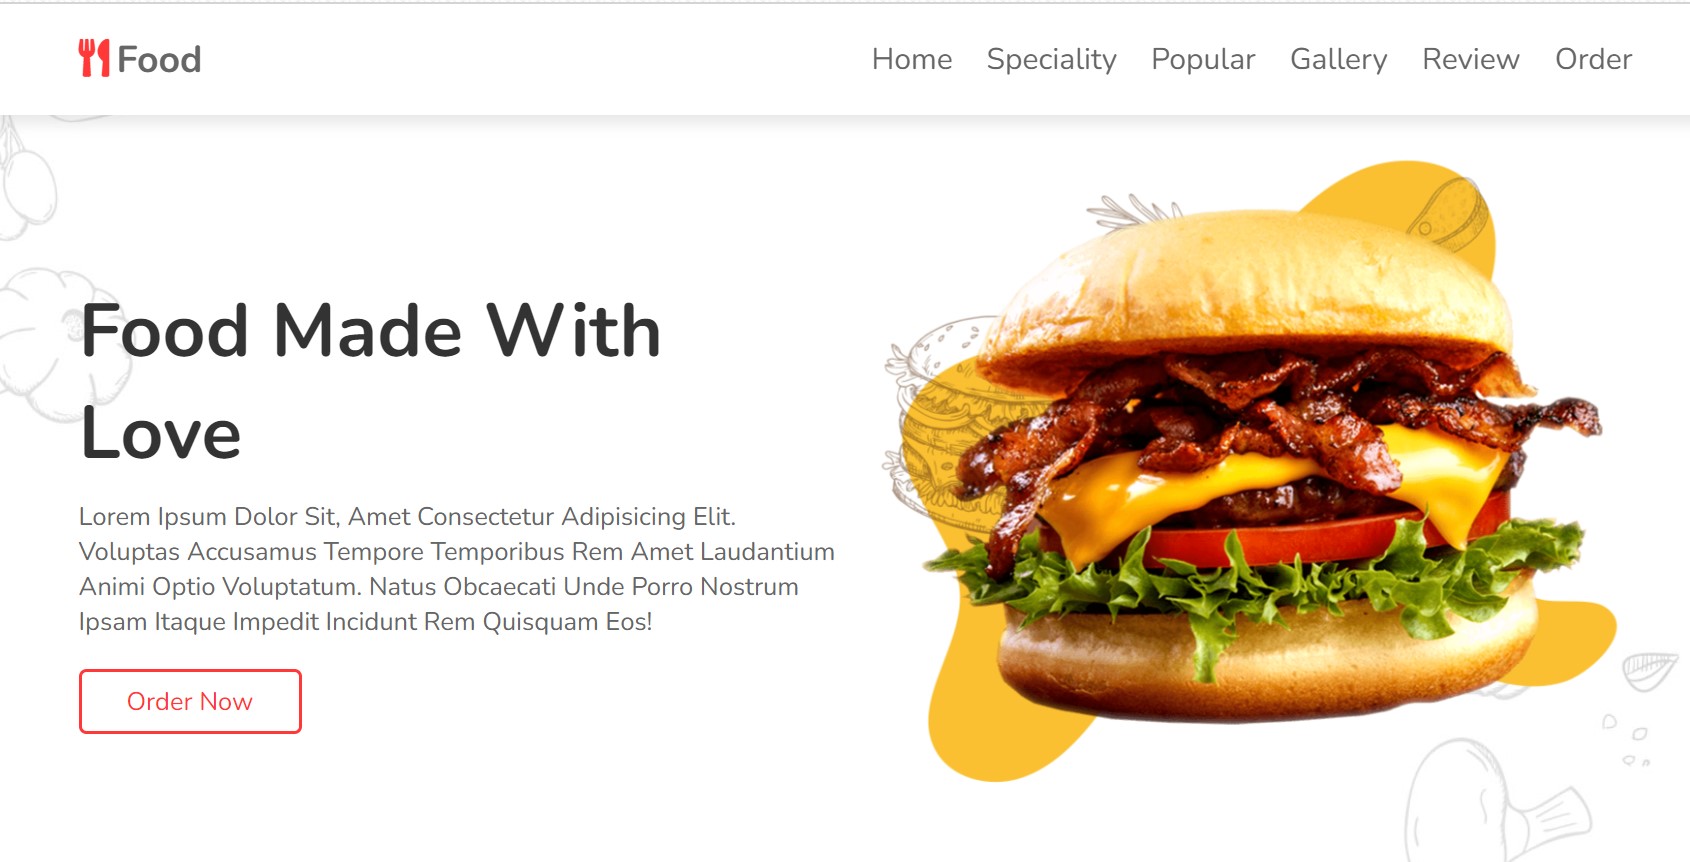 Food
Home Speciality Popular Gallery Review Order
Food Made With
Love
Lorem Ipsum Dolor Sit, Amet Consectetur Adipisicing Elit.
Voluptas Accusamus Tempore Temporibus Rem Amet Laudantium
Animi Optio Voluptatum. Natus Obcaecati Unde Porro Nostrum
Ipsam Itaque Impedit Incidunt Rem Quisquam Eos!
Order Now